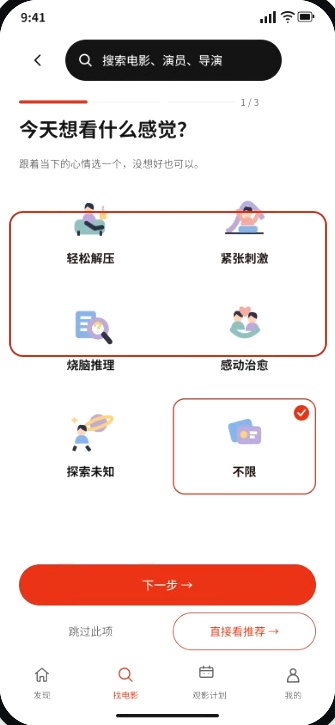 9:41
搜索电影、演员、导演
1 / 3
今天想看什么感觉？
跟着当下的心情选一个，没想好也可以。
轻松解压 紧张刺激
烧脑推理 感动治愈
探索未知 不限
下一步 →
跳过此项 直接看推荐 →
发现 找电影 观影计划 我的